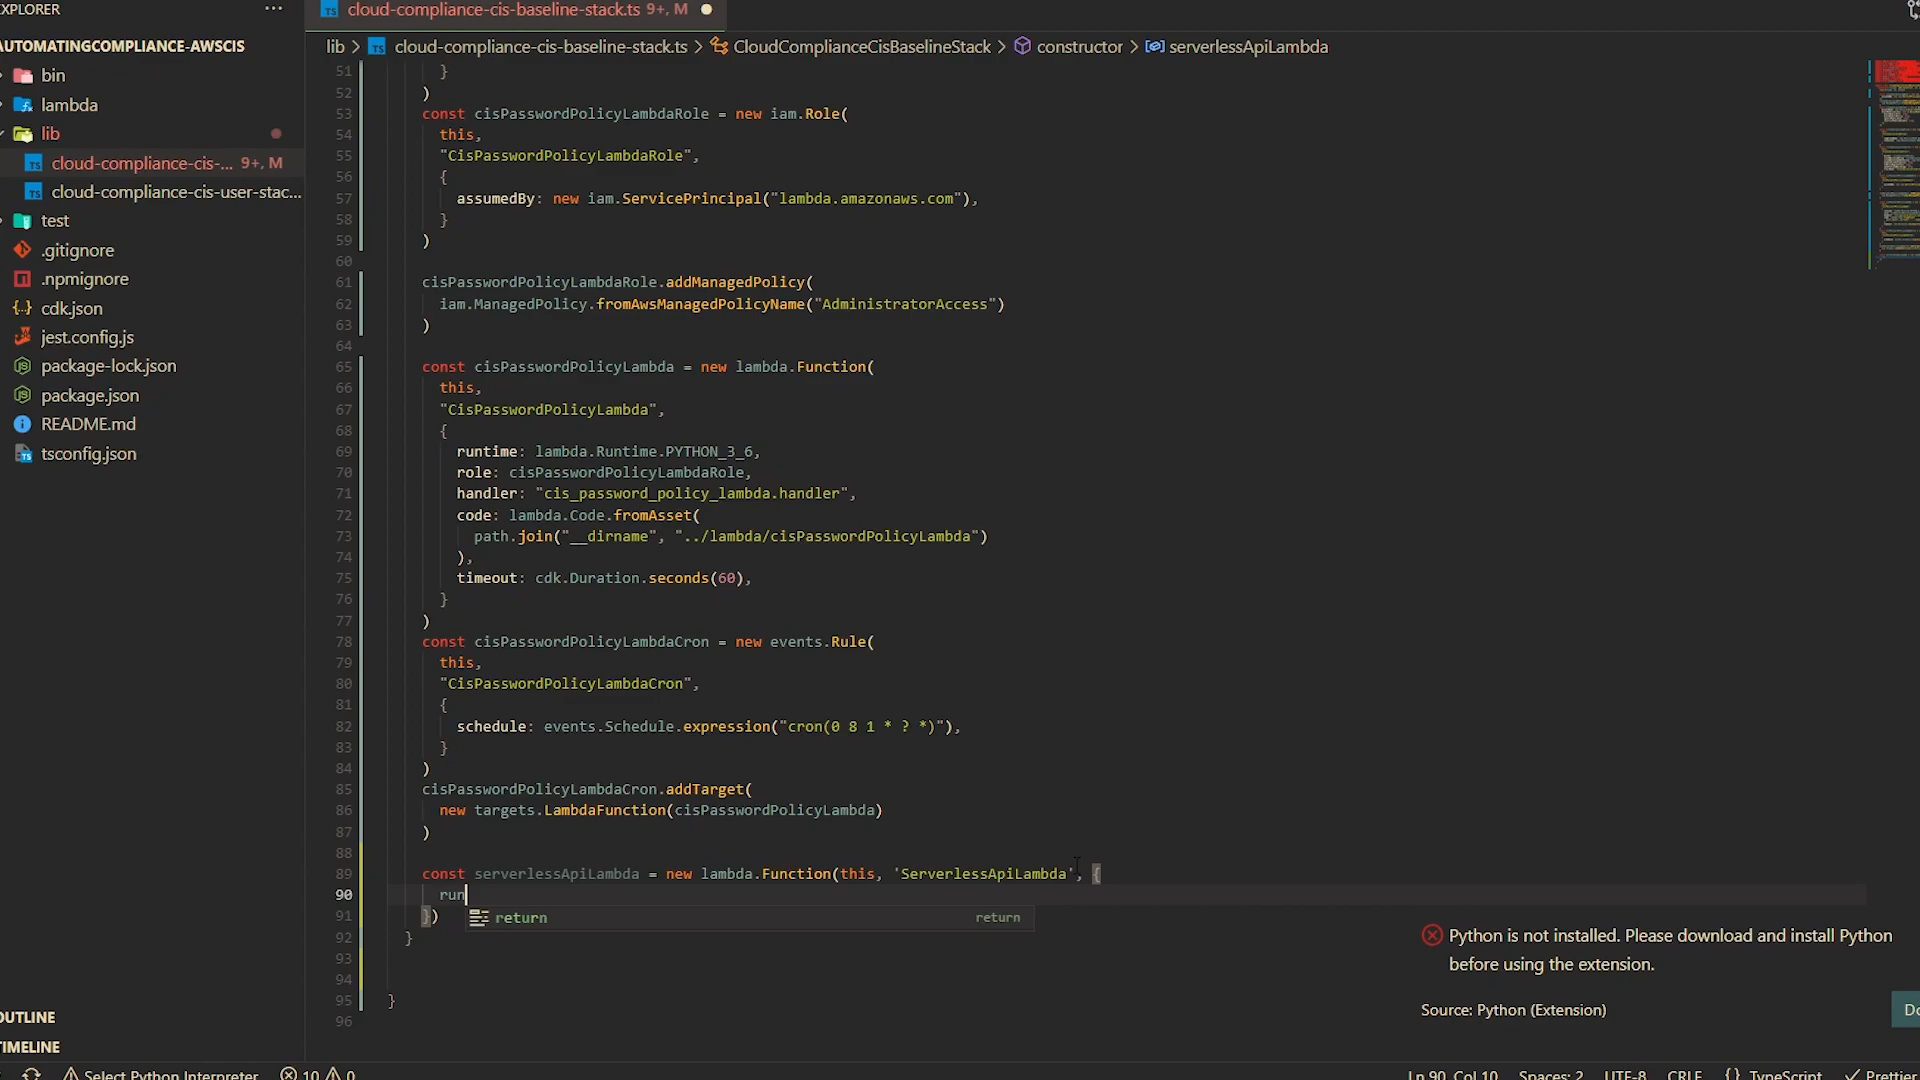 EXPLORER
···
cloud-compliance-cis-baseline-stack.ts 9+, M
AUTOMATINGCOMPLIANCE-AWSCIS
bin
lambda
lib
cloud-compliance-cis-... 9+, M
cloud-compliance-cis-user-stac...
test
.gitignore
.npmignore
cdk.json
jest.config.js
package-lock.json
package.json
README.md
tsconfig.json
OUTLINE
TIMELINE
lib > TS cloud-compliance-cis-baseline-stack.ts > CloudComplianceCisBaselineStack > constructor > serverlessApiLambda
51 }
52 )
53 const cisPasswordPolicyLambdaRole = new iam.Role(
54 this,
55 "CisPasswordPolicyLambdaRole",
56 {
57 assumedBy: new iam.ServicePrincipal("lambda.amazonaws.com"),
58 }
59 )
60
61 cisPasswordPolicyLambdaRole.addManagedPolicy(
62 iam.ManagedPolicy.fromAwsManagedPolicyName("AdministratorAccess")
63 )
64
65 const cisPasswordPolicyLambda = new lambda.Function(
66 this,
67 "CisPasswordPolicyLambda",
68 {
69 runtime: lambda.Runtime.PYTHON_3_6,
70 role: cisPasswordPolicyLambdaRole,
71 handler: "cis_password_policy_lambda.handler",
72 code: lambda.Code.fromAsset(
73 path.join("__dirname", "../lambda/cisPasswordPolicyLambda")
74 ),
75 timeout: cdk.Duration.seconds(60),
76 }
77 )
78 const cisPasswordPolicyLambdaCron = new events.Rule(
79 this,
80 "CisPasswordPolicyLambdaCron",
81 {
82 schedule: events.Schedule.expression("cron(0 8 1 * ? *)"),
83 }
84 )
85 cisPasswordPolicyLambdaCron.addTarget(
86 new targets.LambdaFunction(cisPasswordPolicyLambda)
87 )
88
89 const serverlessApiLambda = new lambda.Function(this, 'ServerlessApiLambda', {
90 run
return return
91 })
92 }
93
94
95 }
96
Python is not installed. Please download and install Python
before using the extension.
Source: Python (Extension)
Do
Select Python Interpreter 10 0 Ln 90, Col 10 Spaces: 2 UTF-8 CRLF {} TypeScript Prettier